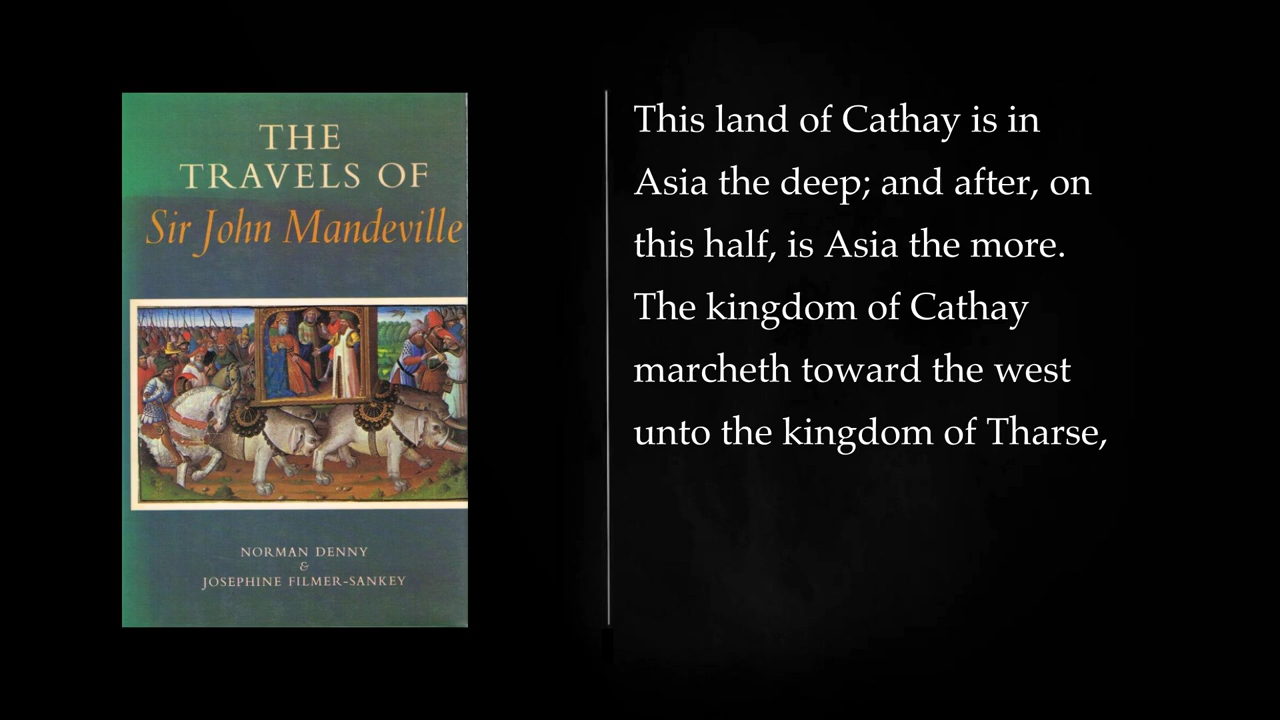 THE
TRAVELS OF
Sir John Mandeville
NORMAN DENNY
&
JOSEPHINE FILMER-SANKEY
This land of Cathay is in
Asia the deep; and after, on
this half, is Asia the more.
The kingdom of Cathay
marcheth toward the west
unto the kingdom of Tharse,